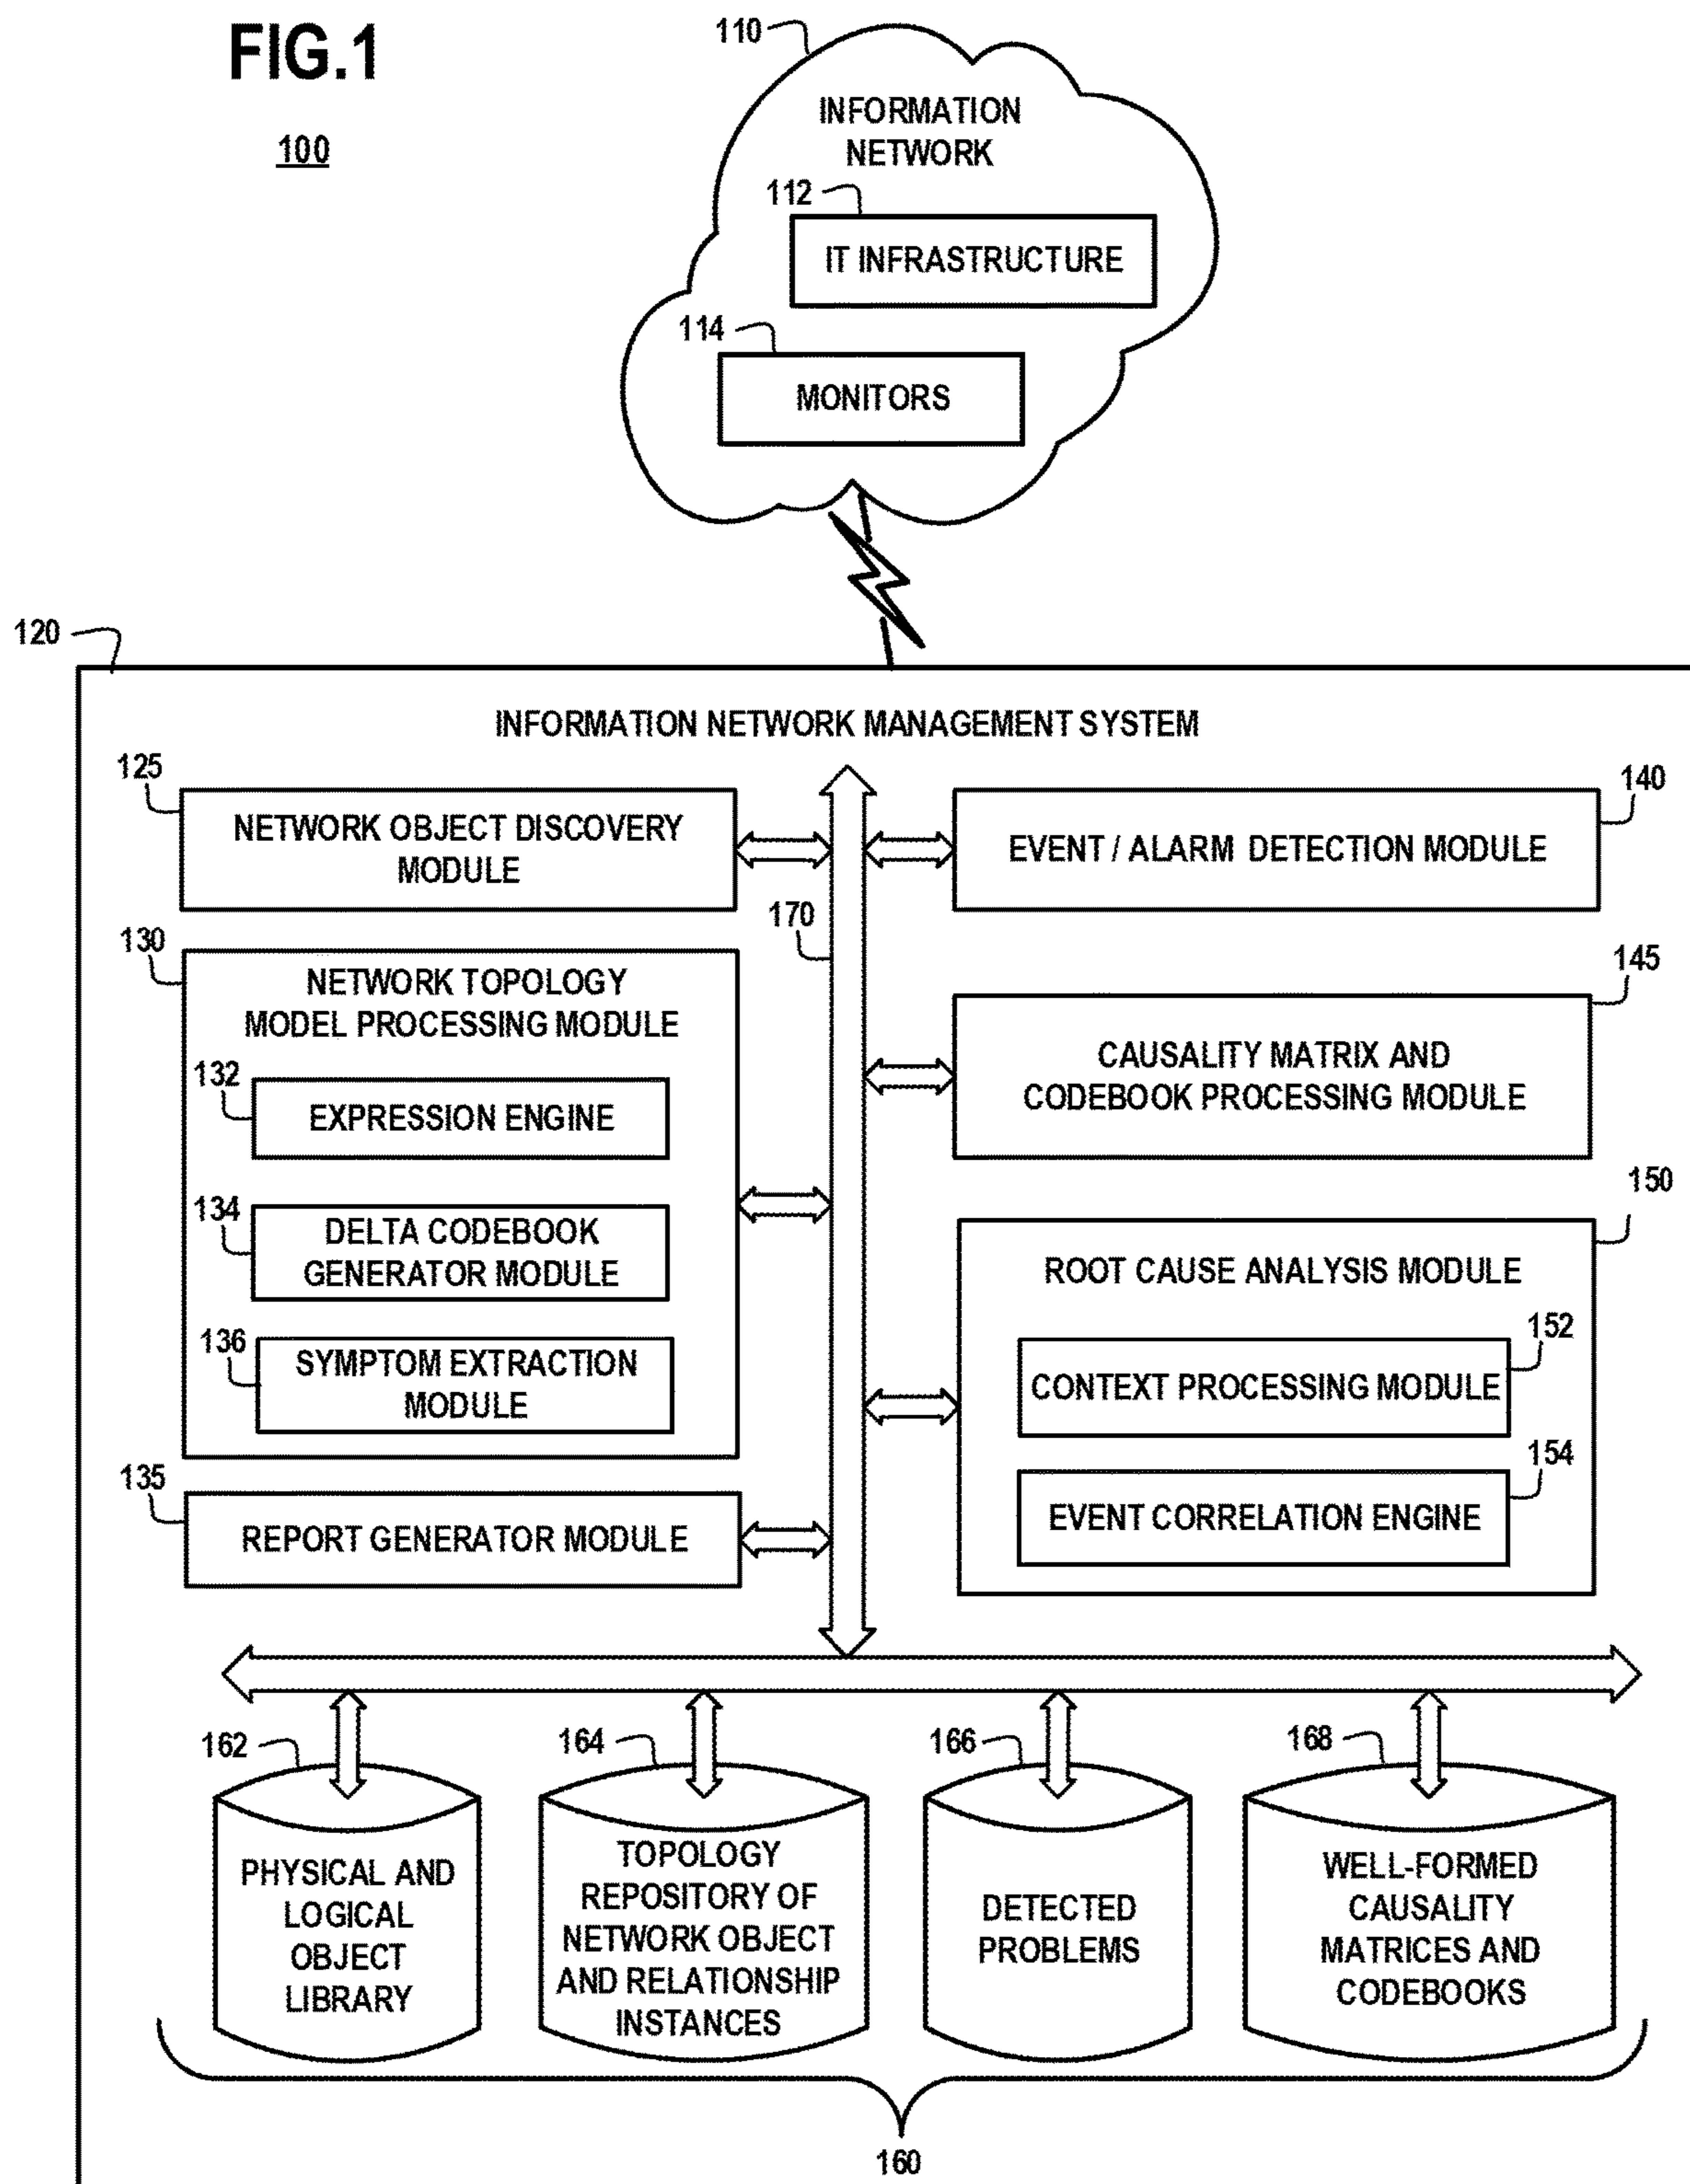 FIG.1
100
110
INFORMATION
NETWORK
112
IT INFRASTRUCTURE
114
MONITORS
120
INFORMATION NETWORK MANAGEMENT SYSTEM
125
NETWORK OBJECT DISCOVERY
MODULE
140
EVENT / ALARM DETECTION MODULE
170
130
NETWORK TOPOLOGY
MODEL PROCESSING MODULE
132
EXPRESSION ENGINE
134
DELTA CODEBOOK
GENERATOR MODULE
136
SYMPTOM EXTRACTION
MODULE
145
CAUSALITY MATRIX AND
CODEBOOK PROCESSING MODULE
150
ROOT CAUSE ANALYSIS MODULE
152
CONTEXT PROCESSING MODULE
154
EVENT CORRELATION ENGINE
135
REPORT GENERATOR MODULE
162
PHYSICAL AND
LOGICAL
OBJECT
LIBRARY
164
TOPOLOGY
REPOSITORY OF
NETWORK OBJECT
AND RELATIONSHIP
INSTANCES
166
DETECTED
PROBLEMS
168
WELL-FORMED
CAUSALITY
MATRICES AND
CODEBOOKS
160